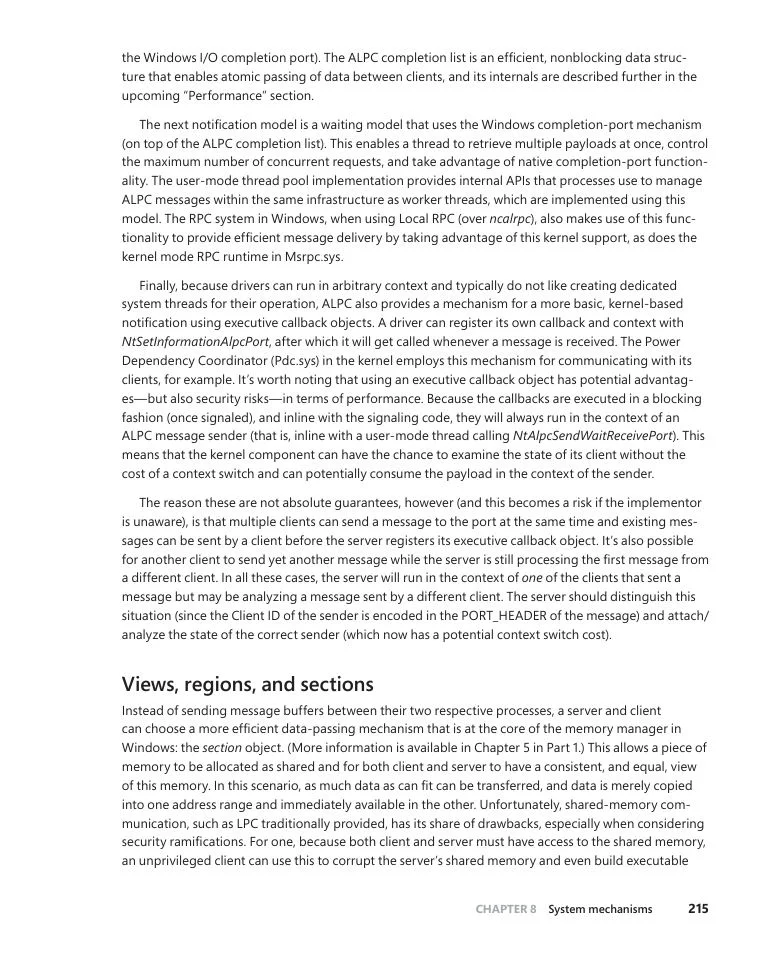 the Windows I/O completion port). The ALPC completion list is an efficient, nonblocking data struc-
ture that enables atomic passing of data between clients, and its internals are described further in the
upcoming “Performance” section.
The next notification model is a waiting model that uses the Windows completion-port mechanism
(on top of the ALPC completion list). This enables a thread to retrieve multiple payloads at once, control
the maximum number of concurrent requests, and take advantage of native completion-port function-
ality. The user-mode thread pool implementation provides internal APIs that processes use to manage
ALPC messages within the same infrastructure as worker threads, which are implemented using this
model. The RPC system in Windows, when using Local RPC (over ncalrpc), also makes use of this func-
tionality to provide efficient message delivery by taking advantage of this kernel support, as does the
kernel mode RPC runtime in Msrpc.sys.
Finally, because drivers can run in arbitrary context and typically do not like creating dedicated
system threads for their operation, ALPC also provides a mechanism for a more basic, kernel-based
notification using executive callback objects. A driver can register its own callback and context with
NtSetInformationAlpcPort, after which it will get called whenever a message is received. The Power
Dependency Coordinator (Pdc.sys) in the kernel employs this mechanism for communicating with its
clients, for example. It’s worth noting that using an executive callback object has potential advantag-
es—but also security risks—in terms of performance. Because the callbacks are executed in a blocking
fashion (once signaled), and inline with the signaling code, they will always run in the context of an
ALPC message sender (that is, inline with a user-mode thread calling NtAlpcSendWaitReceivePort). This
means that the kernel component can have the chance to examine the state of its client without the
cost of a context switch and can potentially consume the payload in the context of the sender.
The reason these are not absolute guarantees, however (and this becomes a risk if the implementor
is unaware), is that multiple clients can send a message to the port at the same time and existing mes-
sages can be sent by a client before the server registers its executive callback object. It’s also possible
for another client to send yet another message while the server is still processing the first message from
a different client. In all these cases, the server will run in the context of one of the clients that sent a
message but may be analyzing a message sent by a different client. The server should distinguish this
situation (since the Client ID of the sender is encoded in the PORT_HEADER of the message) and attach/
analyze the state of the correct sender (which now has a potential context switch cost).
Views, regions, and sections
Instead of sending message buffers between their two respective processes, a server and client
can choose a more efficient data-passing mechanism that is at the core of the memory manager in
Windows: the section object. (More information is available in Chapter 5 in Part 1.) This allows a piece of
memory to be allocated as shared and for both client and server to have a consistent, and equal, view
of this memory. In this scenario, as much data as can fit can be transferred, and data is merely copied
into one address range and immediately available in the other. Unfortunately, shared-memory com-
munication, such as LPC traditionally provided, has its share of drawbacks, especially when considering
security ramifications. For one, because both client and server must have access to the shared memory,
an unprivileged client can use this to corrupt the server’s shared memory and even build executable
CHAPTER 8 System mechanisms 215